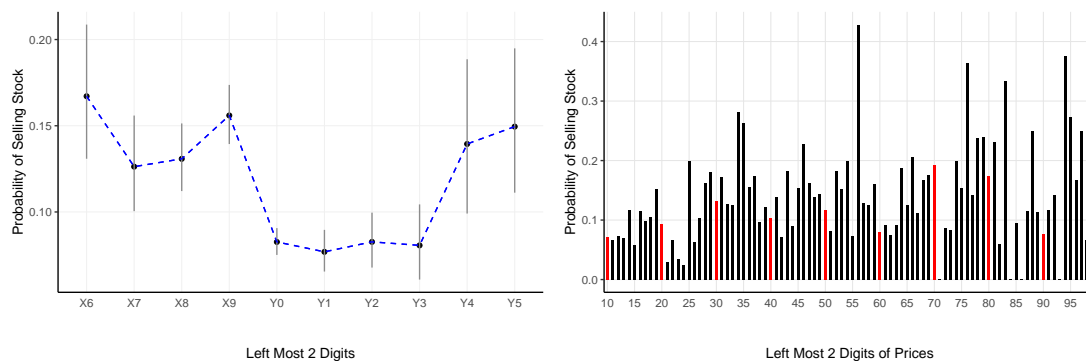 0.20
0.15
0.10
Probability of Selling Stock
X6 X7 X8 X9 Y0 Y1 Y2 Y3 Y4 Y5
Left Most 2 Digits
0.4
0.3
0.2
0.1
0.0
Probability of Selling Stock
10 15 20 25 30 35 40 45 50 55 60 65 70 75 80 85 90 95
Left Most 2 Digits of Prices